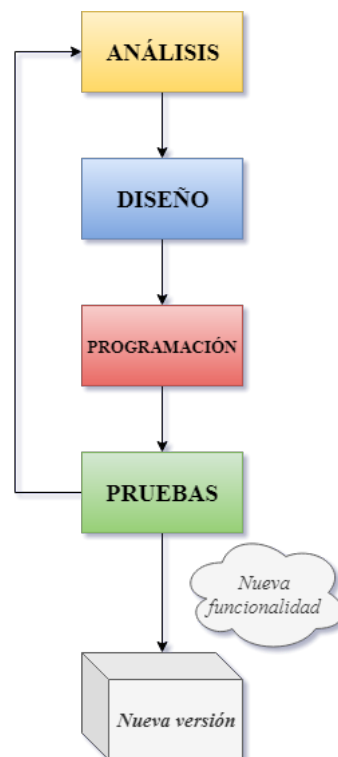 ANÁLISIS
DISEÑO
PROGRAMACIÓN
PRUEBAS
Nueva
funcionalidad
Nueva versión